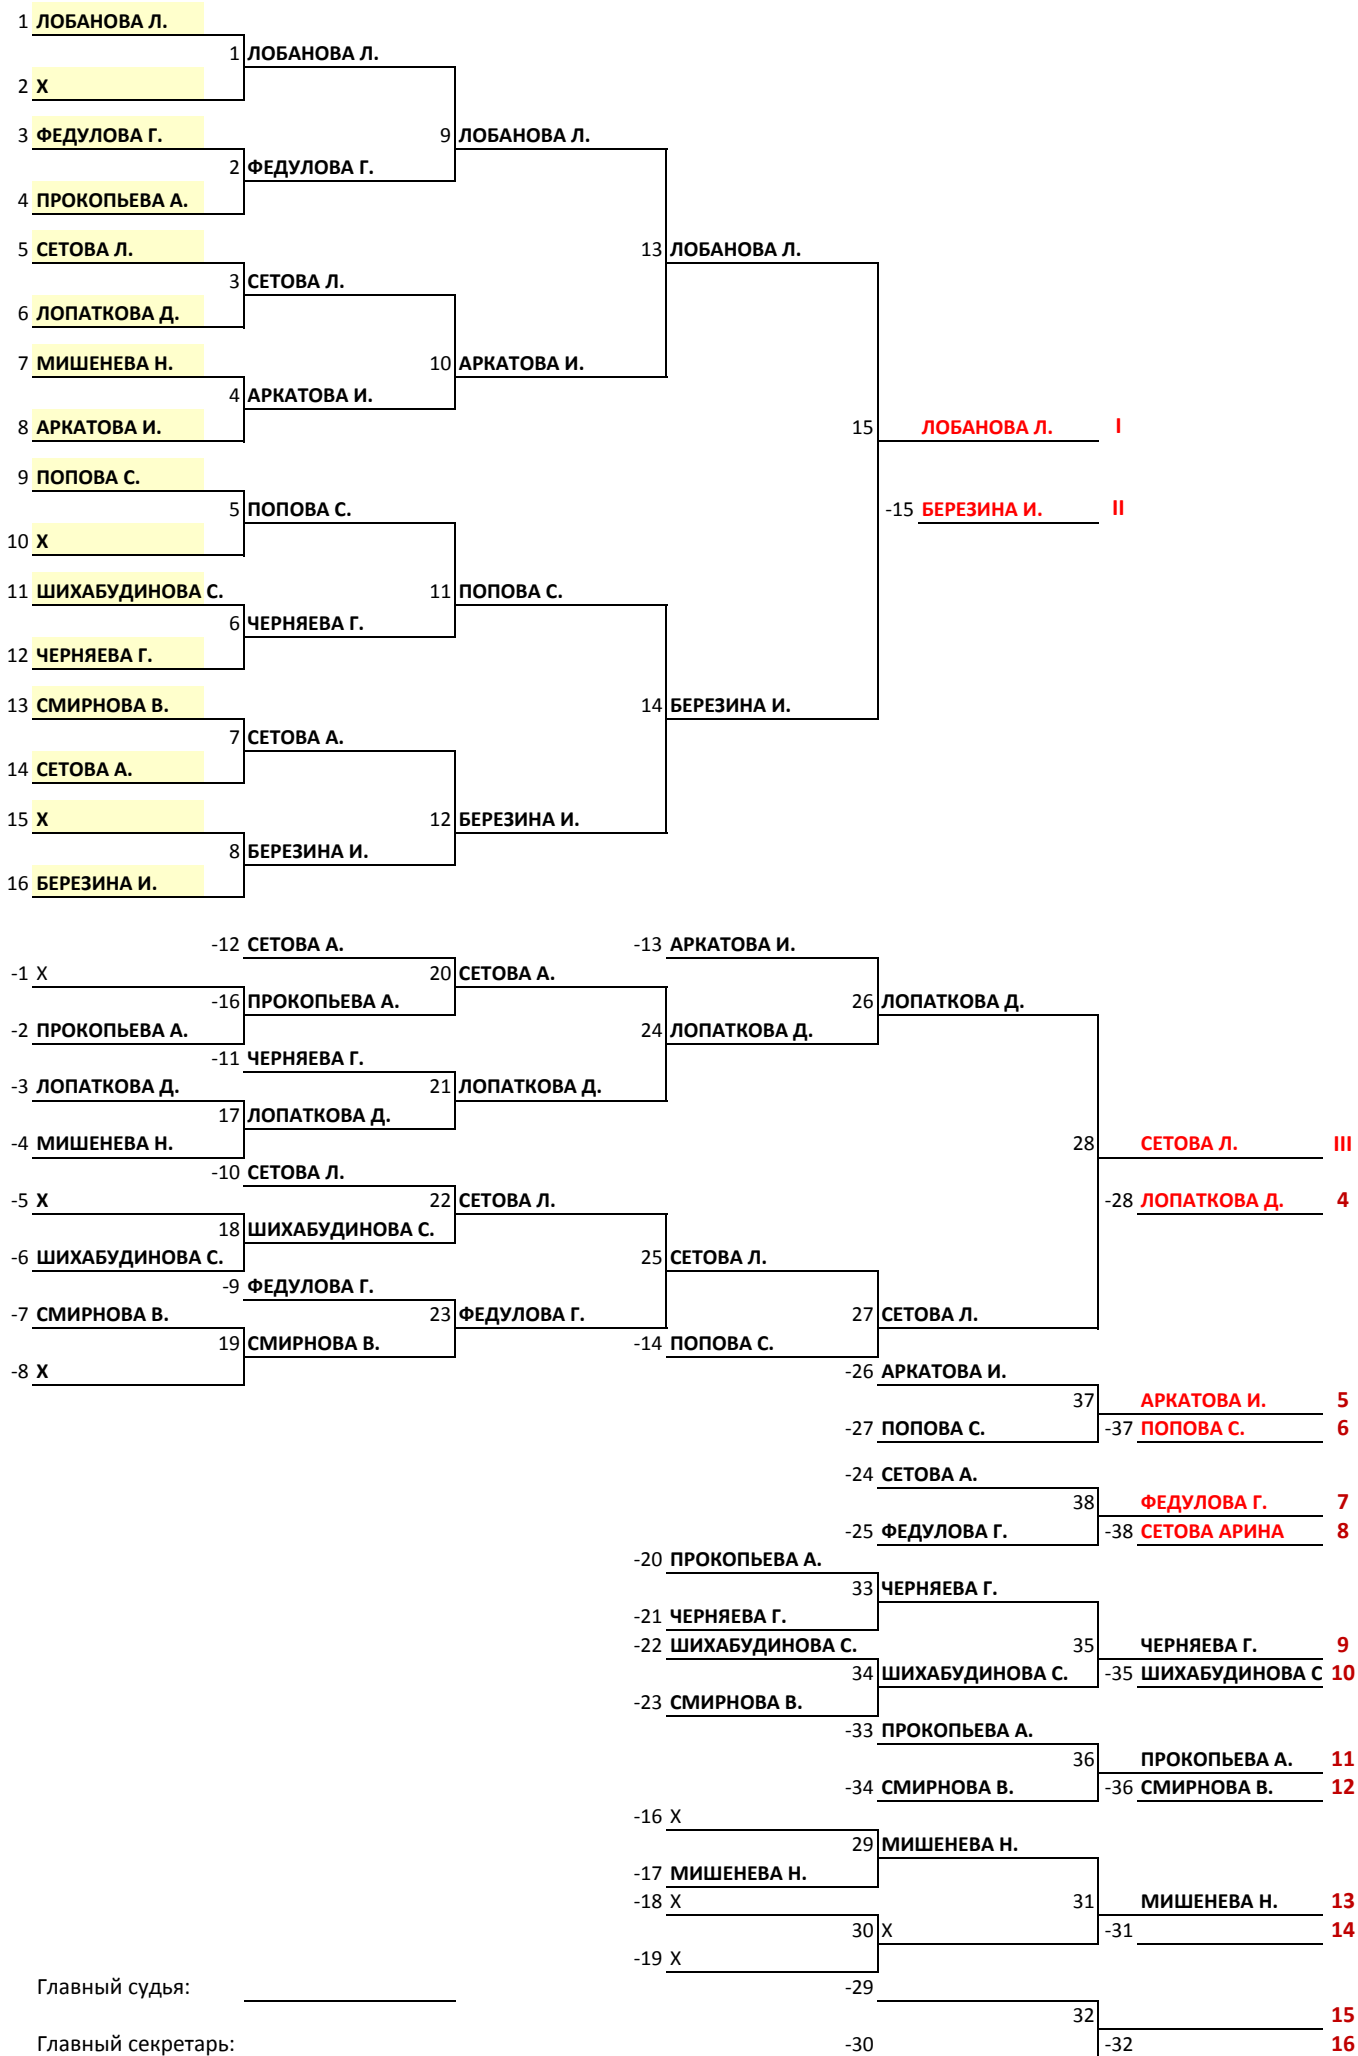 1 ЛОБАНОВА Л.
1 ЛОБАНОВА Л.
2 X
3 ФЕДУЛОВА Г. 9 ЛОБАНОВА Л.
2 ФЕДУЛОВА Г.
4 ПРОКОПЬЕВА А.
5 СЕТОВА Л. 13 ЛОБАНОВА Л.
3 СЕТОВА Л.
6 ЛОПАТКОВА Д.
7 МИШЕНЕВА Н. 10 АРКАТОВА И.
4 АРКАТОВА И.
8 АРКАТОВА И. 15 ЛОБАНОВА Л. I
9 ПОПОВА С.
5 ПОПОВА С. -15 БЕРЕЗИНА И. II
10 X
11 ШИХАБУДИНОВА С. 11 ПОПОВА С.
6 ЧЕРНЯЕВА Г.
12 ЧЕРНЯЕВА Г.
13 СМИРНОВА В. 14 БЕРЕЗИНА И.
7 СЕТОВА А.
14 СЕТОВА А.
15 X 12 БЕРЕЗИНА И.
8 БЕРЕЗИНА И.
16 БЕРЕЗИНА И.
-12 СЕТОВА А. -13 АРКАТОВА И.
-1 X 20 СЕТОВА А.
-16 ПРОКОПЬЕВА А. 26 ЛОПАТКОВА Д.
-2 ПРОКОПЬЕВА А. 24 ЛОПАТКОВА Д.
-11 ЧЕРНЯЕВА Г.
-3 ЛОПАТКОВА Д. 21 ЛОПАТКОВА Д.
17 ЛОПАТКОВА Д.
-4 МИШЕНЕВА Н. 28 СЕТОВА Л. III
-10 СЕТОВА Л.
-5 X 22 СЕТОВА Л. -28 ЛОПАТКОВА Д. 4
18 ШИХАБУДИНОВА С.
-6 ШИХАБУДИНОВА С. 25 СЕТОВА Л.
-9 ФЕДУЛОВА Г.
-7 СМИРНОВА В. 23 ФЕДУЛОВА Г. 27 СЕТОВА Л.
19 СМИРНОВА В. -14 ПОПОВА С.
-8 X -26 АРКАТОВА И.
37 АРКАТОВА И. 5
-27 ПОПОВА С. -37 ПОПОВА С. 6
-24 СЕТОВА А.
38 ФЕДУЛОВА Г. 7
-25 ФЕДУЛОВА Г. -38 СЕТОВА АРИНА 8
-20 ПРОКОПЬЕВА А.
33 ЧЕРНЯЕВА Г.
-21 ЧЕРНЯЕВА Г.
-22 ШИХАБУДИНОВА С. 35 ЧЕРНЯЕВА Г. 9
34 ШИХАБУДИНОВА С. -35 ШИХАБУДИНОВА С 10
-23 СМИРНОВА В.
-33 ПРОКОПЬЕВА А.
36 ПРОКОПЬЕВА А. 11
-34 СМИРНОВА В. -36 СМИРНОВА В. 12
-16 X
29 МИШЕНЕВА Н.
-17 МИШЕНЕВА Н.
-18 X 31 МИШЕНЕВА Н. 13
30 X -31 14
-19 X
Главный судья: -29
32 15
Главный секретарь: -30 -32 16